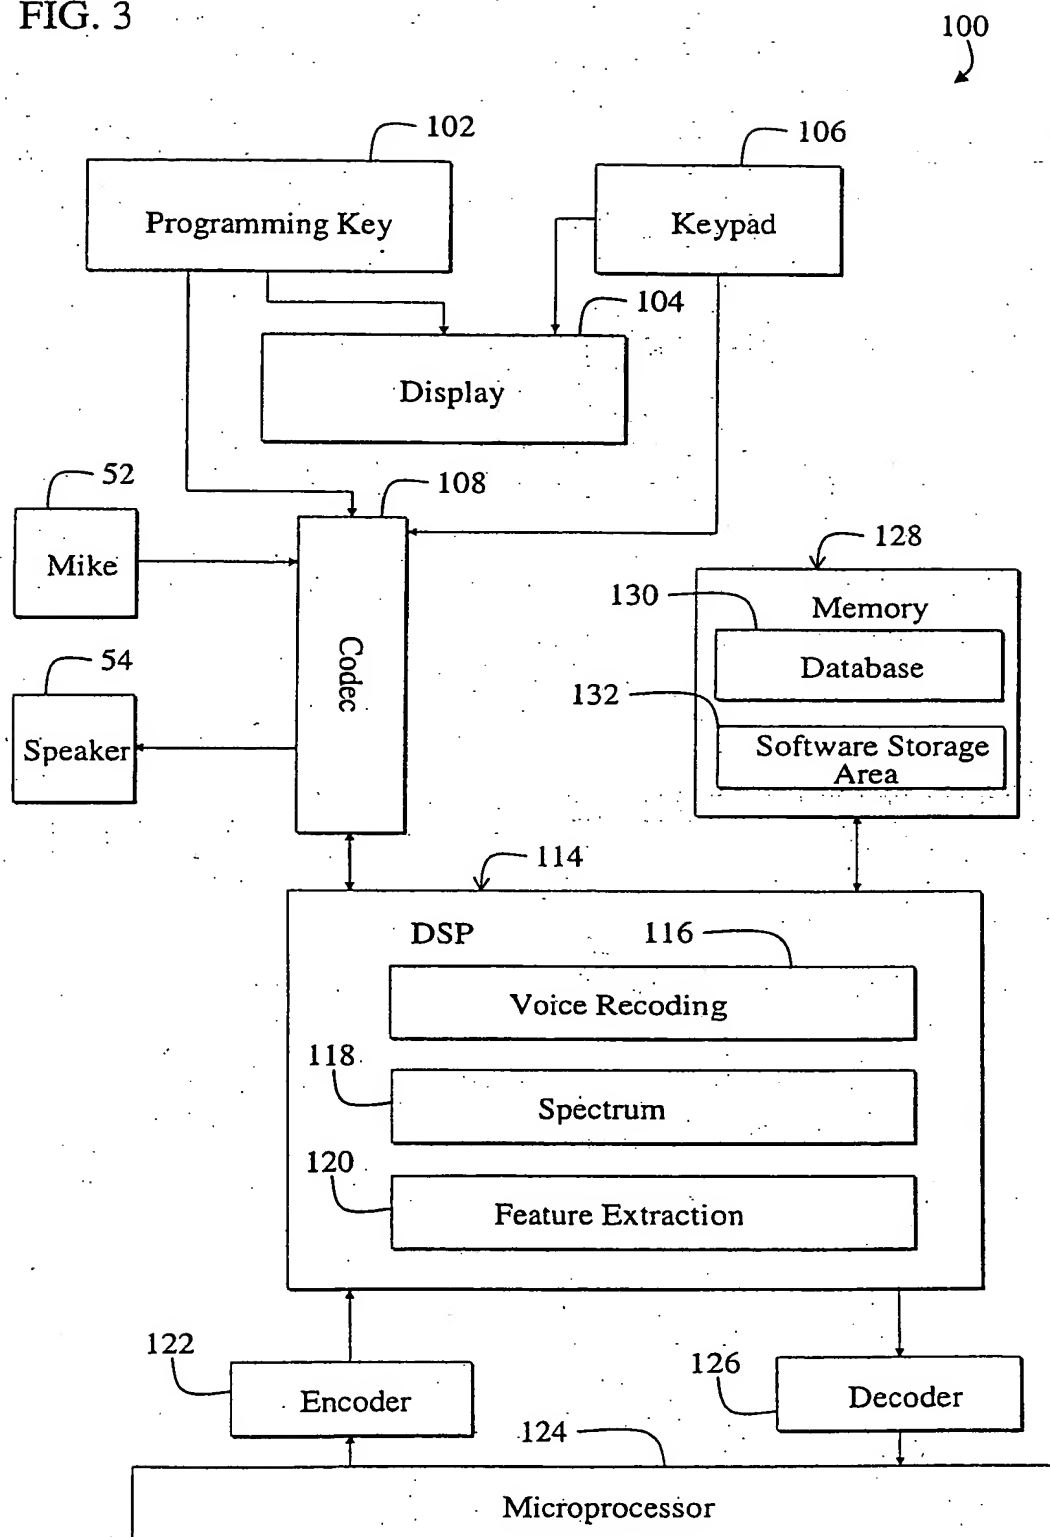 FIG. 3
100
102
106
Programming Key
Keypad
104
Display
52
108
Mike
128
130
Memory
Codec
54
Database
132
Speaker
Software Storage
Area
114
DSP
116
Voice Recoding
118
Spectrum
120
Feature Extraction
122
126
Encoder
Decoder
124
Microprocessor